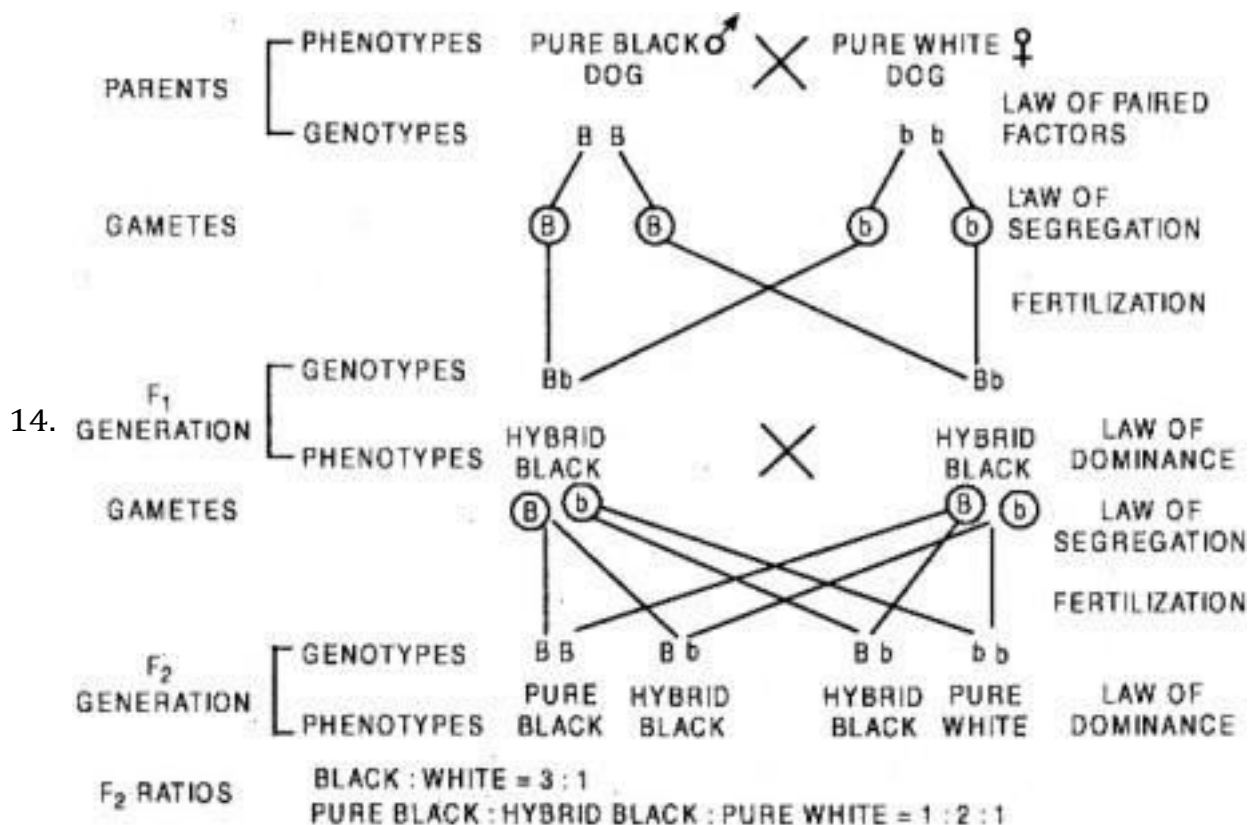 PHENOTYPES PURE BLACK ♂ PURE WHITE ♀
DOG DOG
PARENTS
LAW OF PAIRED
FACTORS
GENOTYPES B B b b
GAMETES B B b b
LAW OF
SEGREGATION
FERTILIZATION
GENOTYPES Bb Bb
14. F1
GENERATION
PHENOTYPES HYBRID HYBRID
BLACK BLACK
LAW OF
DOMINANCE
GAMETES B b B b
LAW OF
SEGREGATION
FERTILIZATION
GENOTYPES B B B b B b b b
F2
GENERATION
PHENOTYPES PURE HYBRID HYBRID PURE
BLACK BLACK BLACK WHITE
LAW OF
DOMINANCE
F2 RATIOS
BLACK : WHITE = 3 : 1
PURE BLACK : HYBRID BLACK : PURE WHITE = 1 : 2 : 1